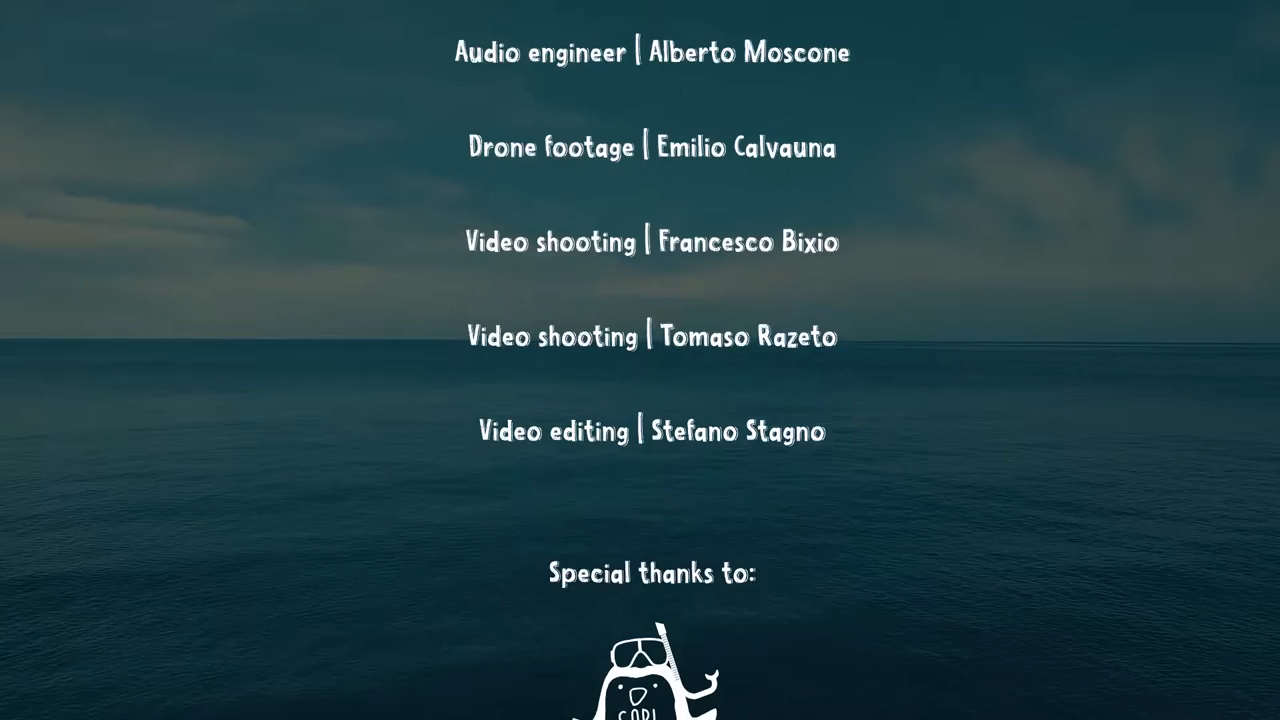 Audio engineer | Alberto Moscone
Drone footage | Emilio Calvauna
Video shooting | Francesco Bixio
Video shooting | Tomaso Razeto
Video editing | Stefano Stagno
Special thanks to: